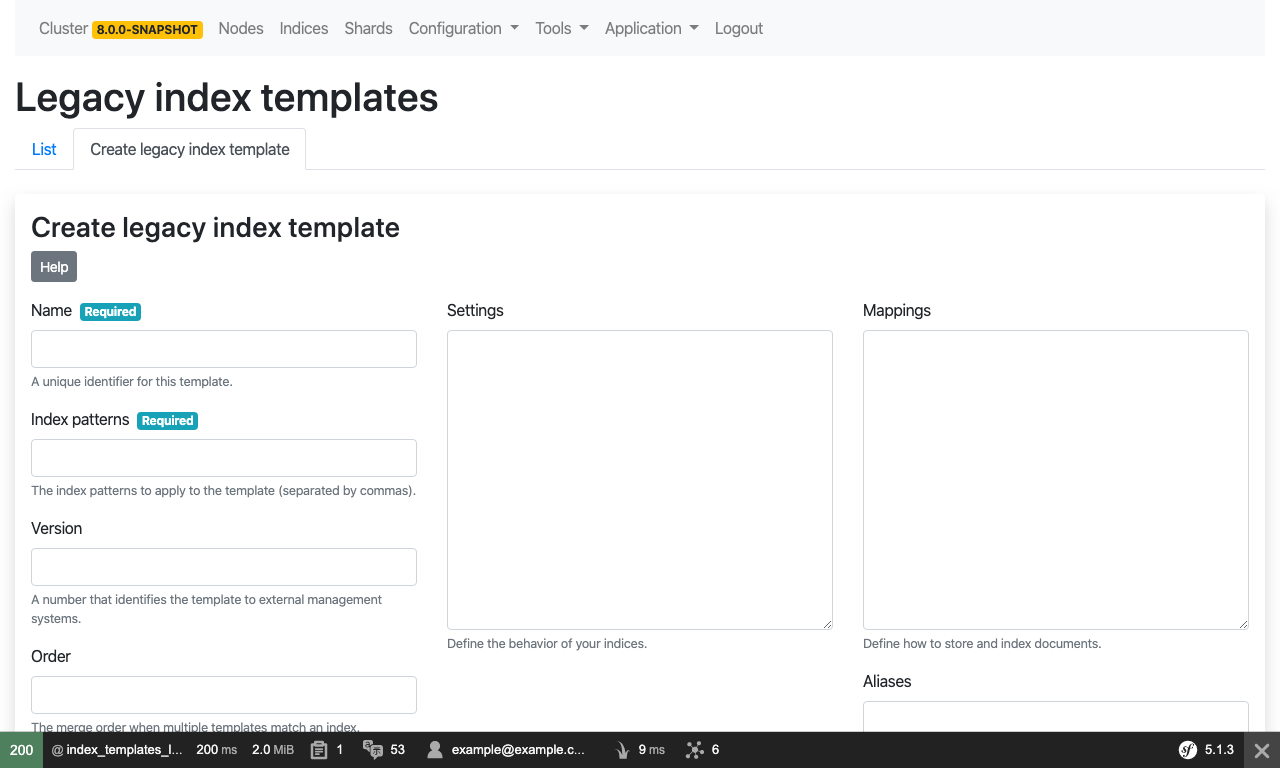 Cluster 8.0.0-SNAPSHOT Nodes Indices Shards Configuration Tools Application Logout
Legacy index templates
List Create legacy index template
Create legacy index template
Help
Name Required
A unique identifier for this template.
Index patterns Required
The index patterns to apply to the template (separated by commas).
Version
A number that identifies the template to external management
systems.
Order
The merge order when multiple templates match an index.
Settings
Define the behavior of your indices.
Mappings
Define how to store and index documents.
Aliases
200 @ index_templates_l... 200 ms 2.0 MiB 1 53 example@example.c... 9 ms 6 sf 5.1.3